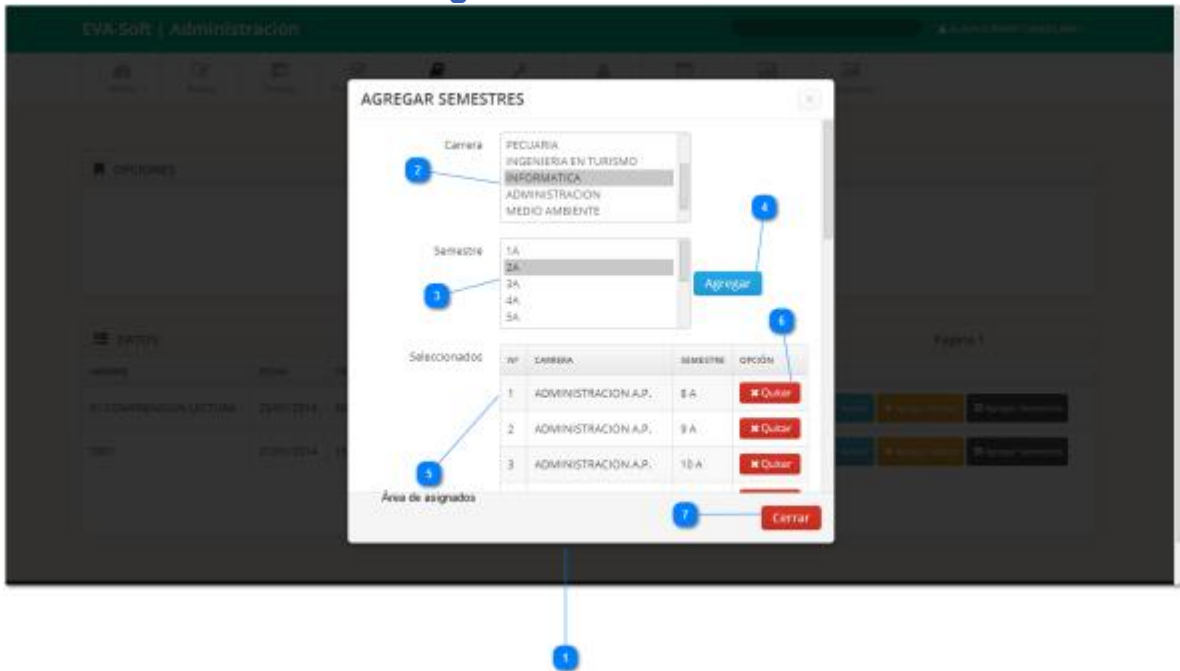 EVA-Soft | Administración
AGREGAR SEMESTRES
Carrera
PECUARIA
INGENIERIA EN TURISMO
INFORMATICA
ADMINISTRACION
MEDIO AMBIENTE
2
4
Semestre
1A
2A
3A
4A
5A
Agregar
3
6
OPCIONES
DATOS
Pagina 1
Seleccionados
Nº CARRERA SEMESTRE OPCIÓN
1 ADMINISTRACION A.P. 8 A Quitar
2 ADMINISTRACION A.P. 9 A Quitar
3 ADMINISTRACION A.P. 10 A Quitar
5
Área de asignados
7
Cerrar
1